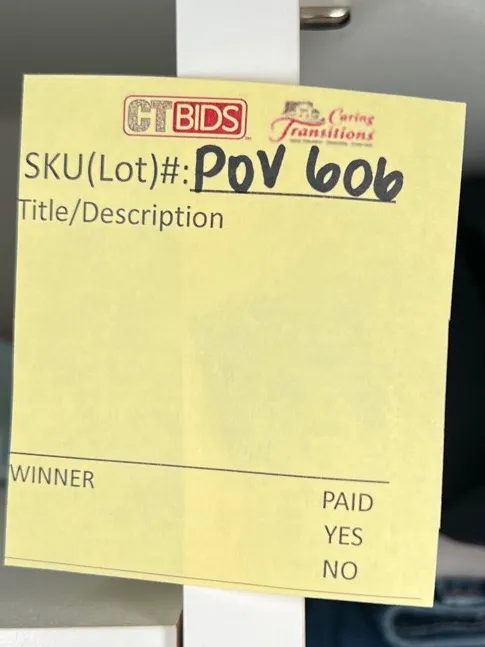 CTBIDS
Caring
Transitions
SKU(Lot)#: POV 606
Title/Description
WINNER
PAID
YES
NO